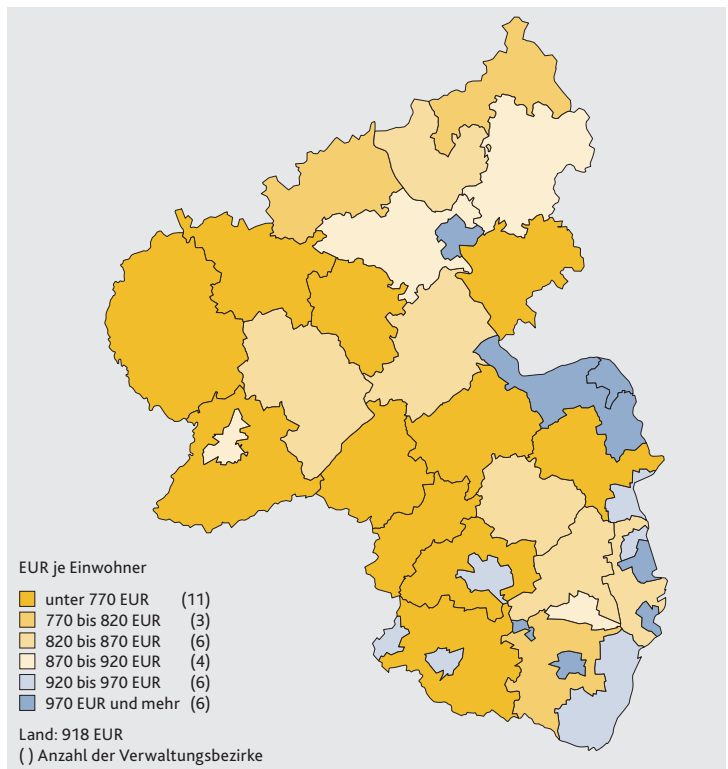 EUR je Einwohner
unter 770 EUR (11)
770 bis 820 EUR (3)
820 bis 870 EUR (6)
870 bis 920 EUR (4)
920 bis 970 EUR (6)
970 EUR und mehr (6)
Land: 918 EUR
( ) Anzahl der Verwaltungsbezirke